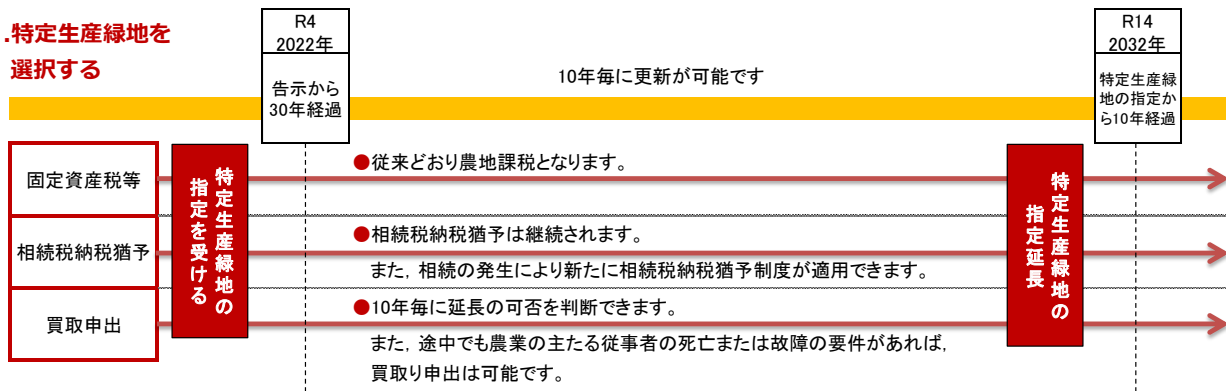 .特定生産緑地を
選択する
R4
2022年
告示から
30年経過
10年毎に更新が可能です
R14
2032年
特定生産緑
地の指定か
ら10年経過
固定資産税等
相続税納税猶予
買取申出
特定生産緑地の
指定を受ける
●従来どおり農地課税となります。
●相続税納税猶予は継続されます。
また，相続の発生により新たに相続税納税猶予制度が適用できます。
●10年毎に延長の可否を判断できます。
また，途中でも農業の主たる従事者の死亡または故障の要件があれば，
買取り申出は可能です。
特定生産緑地の
指定延長